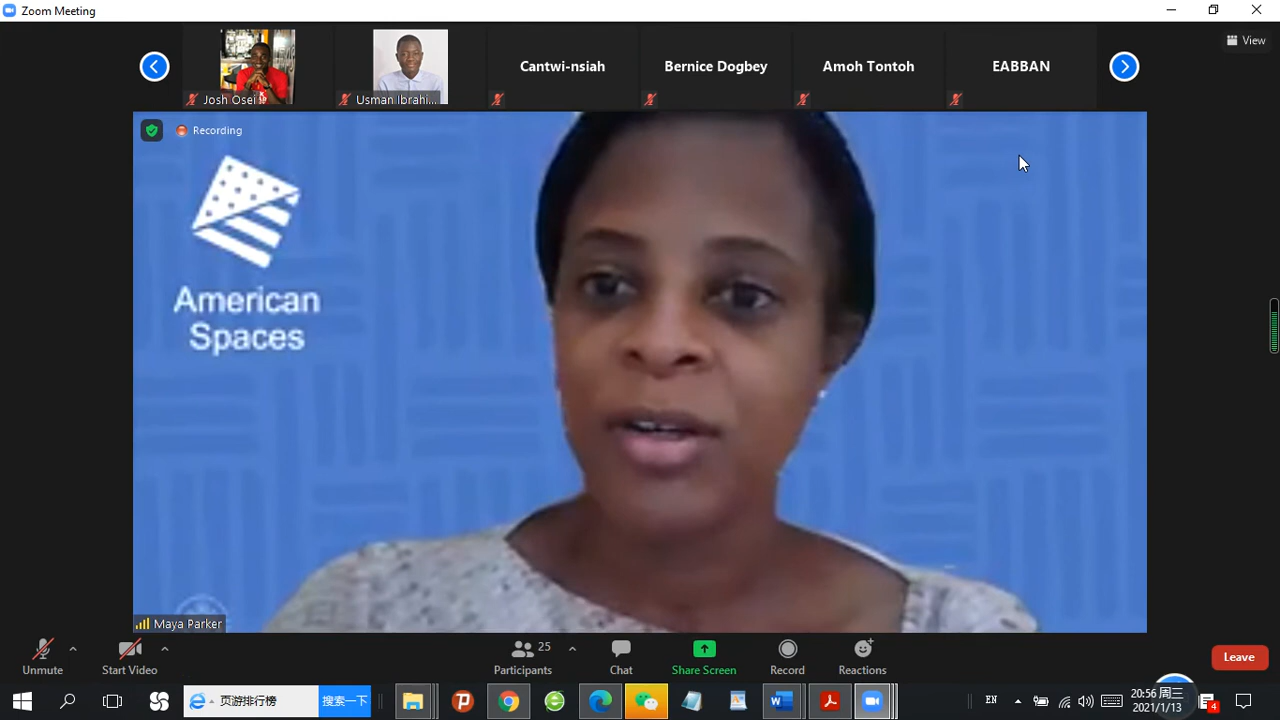 Zoom Meeting
View
Josh Osei
Usman Ibrahi...
Cantwi-nsiah
Bernice Dogbey
Amoh Tontoh
EABBAN
Recording
American
Spaces
Maya Parker
Unmute
Start Video
25
Participants
Chat
Share Screen
Record
Reactions
Leave
页游排行榜
搜索一下
EN
20:56 周三
2021/1/13
4